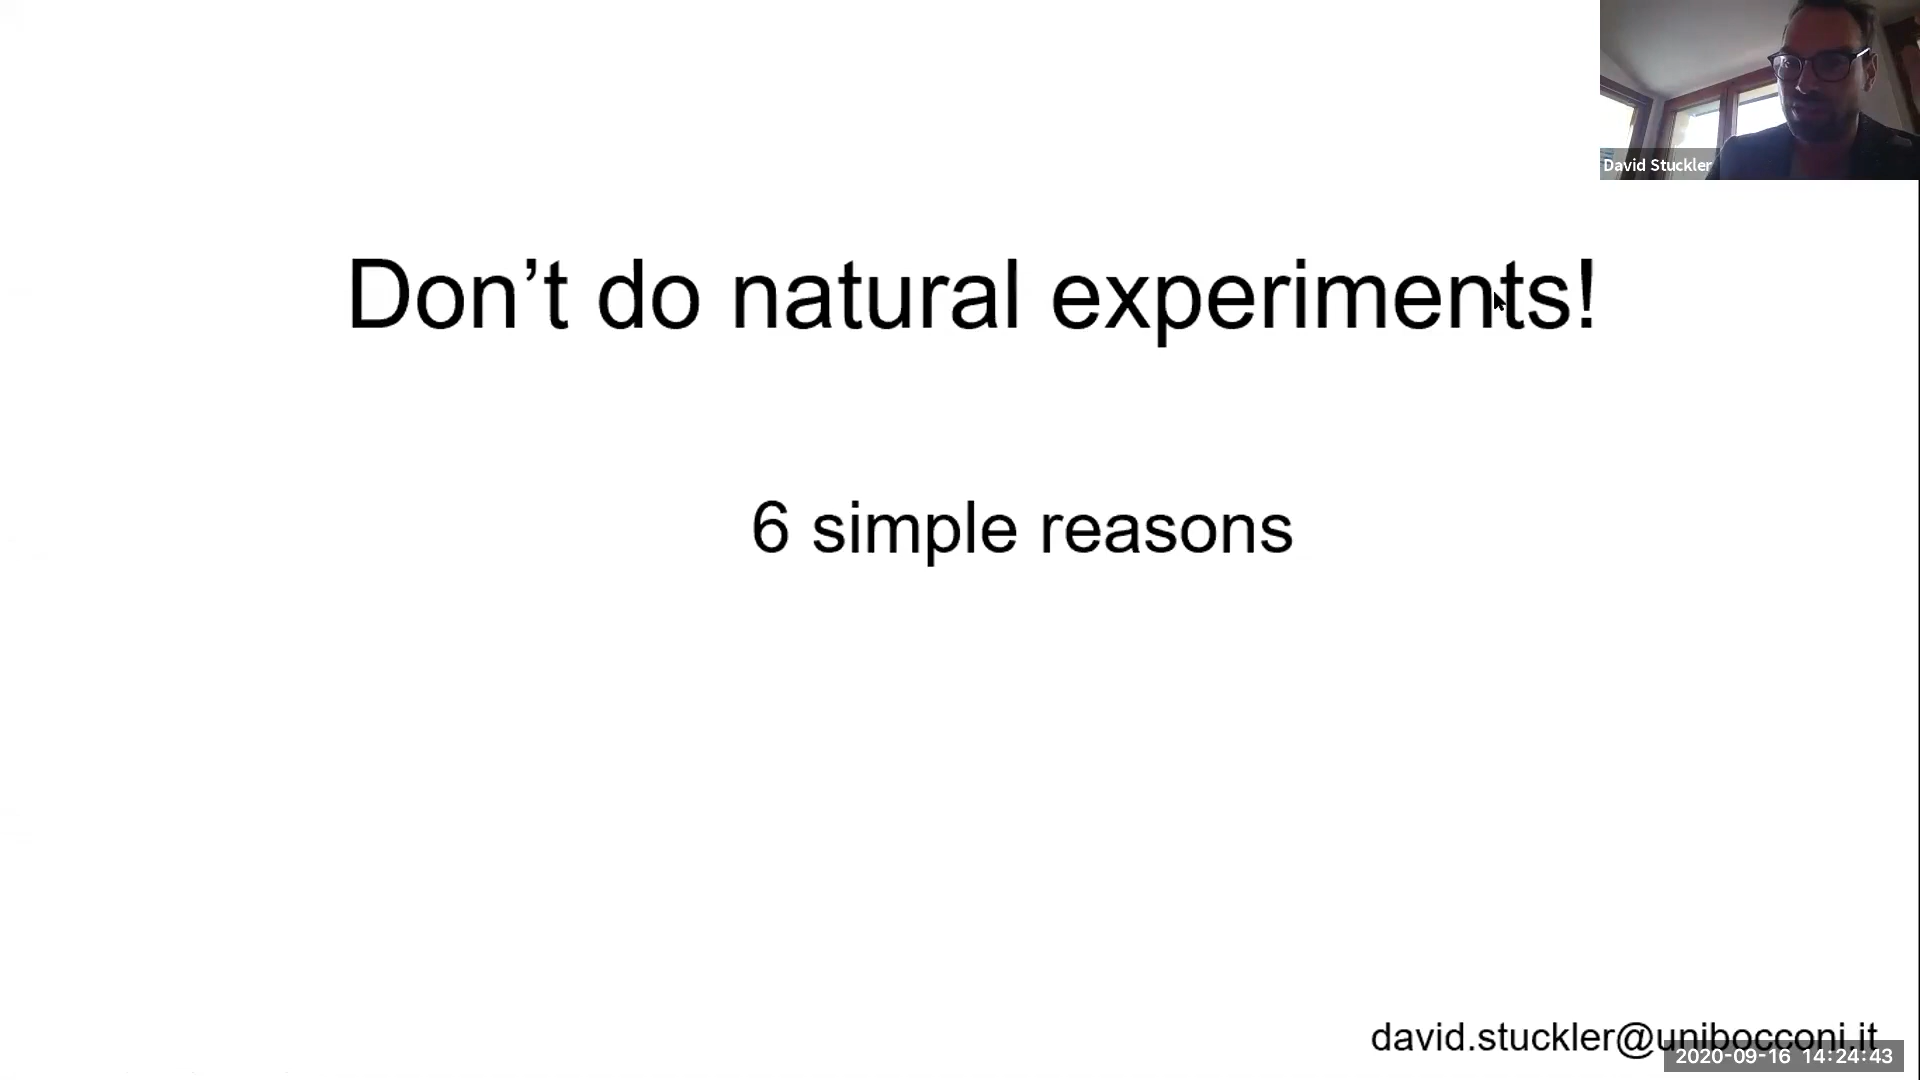 David Stuckler
Don’t do natural experiments!
6 simple reasons
david.stuckler@unibocconi.it
2020-09-16 14:24:43